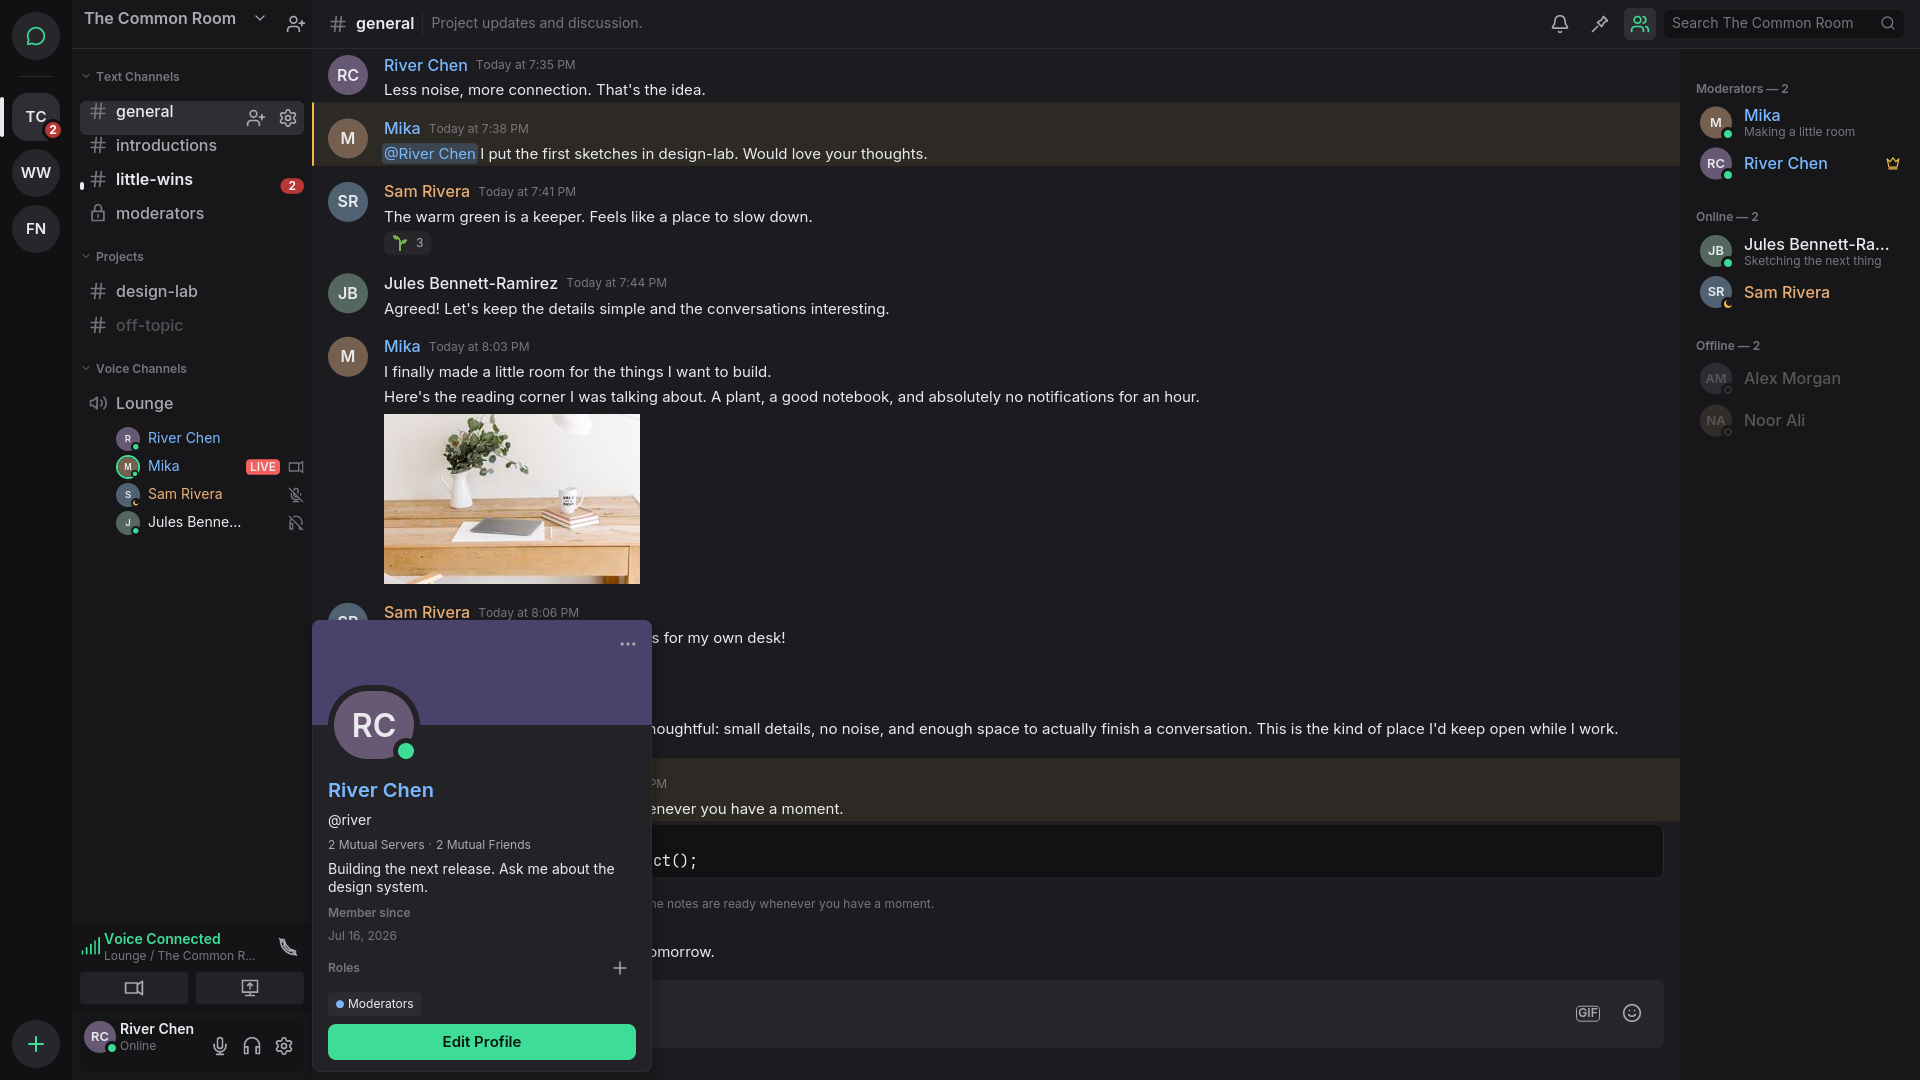 The Common Room
general
Project updates and discussion.
Search The Common Room
TC
2
WW
FN
Text Channels
general
introductions
little-wins
2
moderators
Projects
design-lab
off-topic
Voice Channels
Lounge
R
River Chen
M
Mika
LIVE
S
Sam Rivera
J
Jules Benne...
Voice Connected
Lounge / The Common R...
RC
River Chen
Online
RC
River Chen
Today at 7:35 PM
Less noise, more connection. That's the idea.
M
Mika
Today at 7:38 PM
@River Chen I put the first sketches in design-lab. Would love your thoughts.
SR
Sam Rivera
Today at 7:41 PM
The warm green is a keeper. Feels like a place to slow down.
3
JB
Jules Bennett-Ramirez
Today at 7:44 PM
Agreed! Let's keep the details simple and the conversations interesting.
M
Mika
Today at 8:03 PM
I finally made a little room for the things I want to build.
Here's the reading corner I was talking about. A plant, a good notebook, and absolutely no notifications for an hour.
Sam Rivera
Today at 8:06 PM
s for my own desk!
houghtful: small details, no noise, and enough space to actually finish a conversation. This is the kind of place I'd keep open while I work.
PM
enever you have a moment.
ct();
he notes are ready whenever you have a moment.
omorrow.
GIF
RC
River Chen
@river
2 Mutual Servers · 2 Mutual Friends
Building the next release. Ask me about the
design system.
Member since
Jul 16, 2026
Roles
Moderators
Edit Profile
Moderators — 2
M
Mika
Making a little room
RC
River Chen
Online — 2
JB
Jules Bennett-Ra...
Sketching the next thing
SR
Sam Rivera
Offline — 2
AM
Alex Morgan
NA
Noor Ali